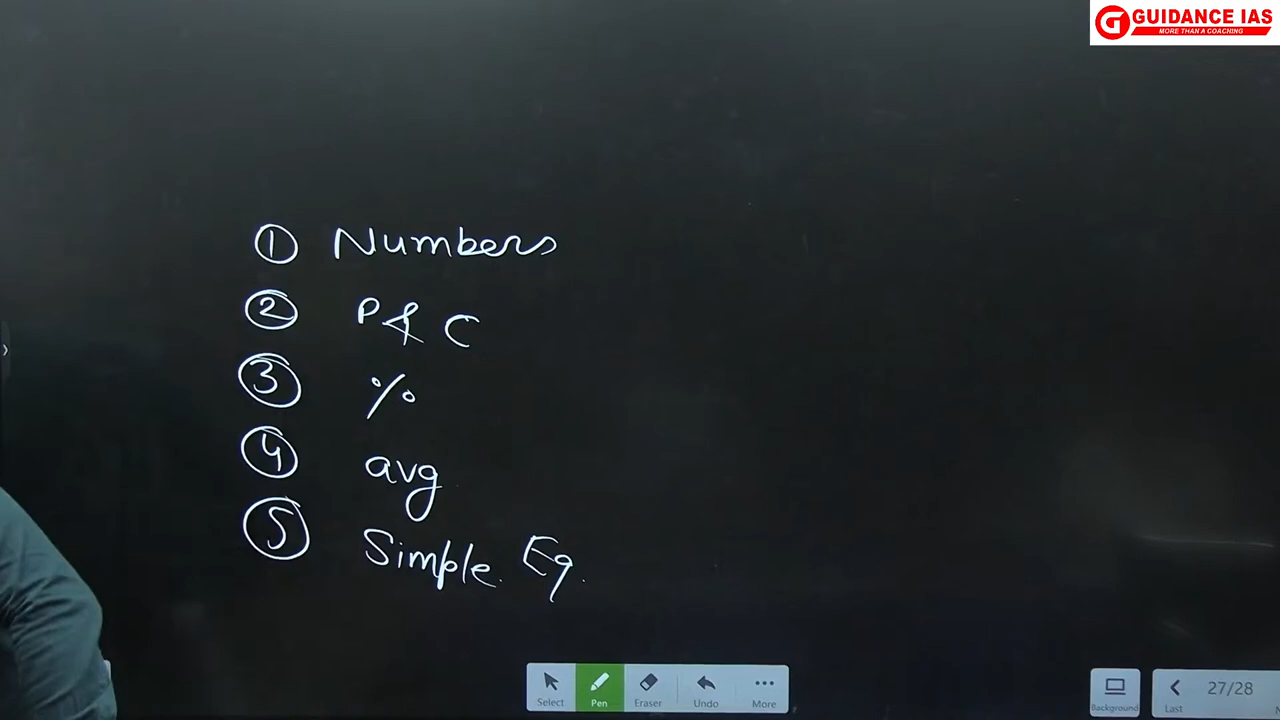 GUIDANCE IAS
MORE THAN A COACHING
1 Numbers
2 P & C
3 %
4 avg
5 Simple Eq.
Select
Pen
Eraser
Undo
More
Background
Last
27/28